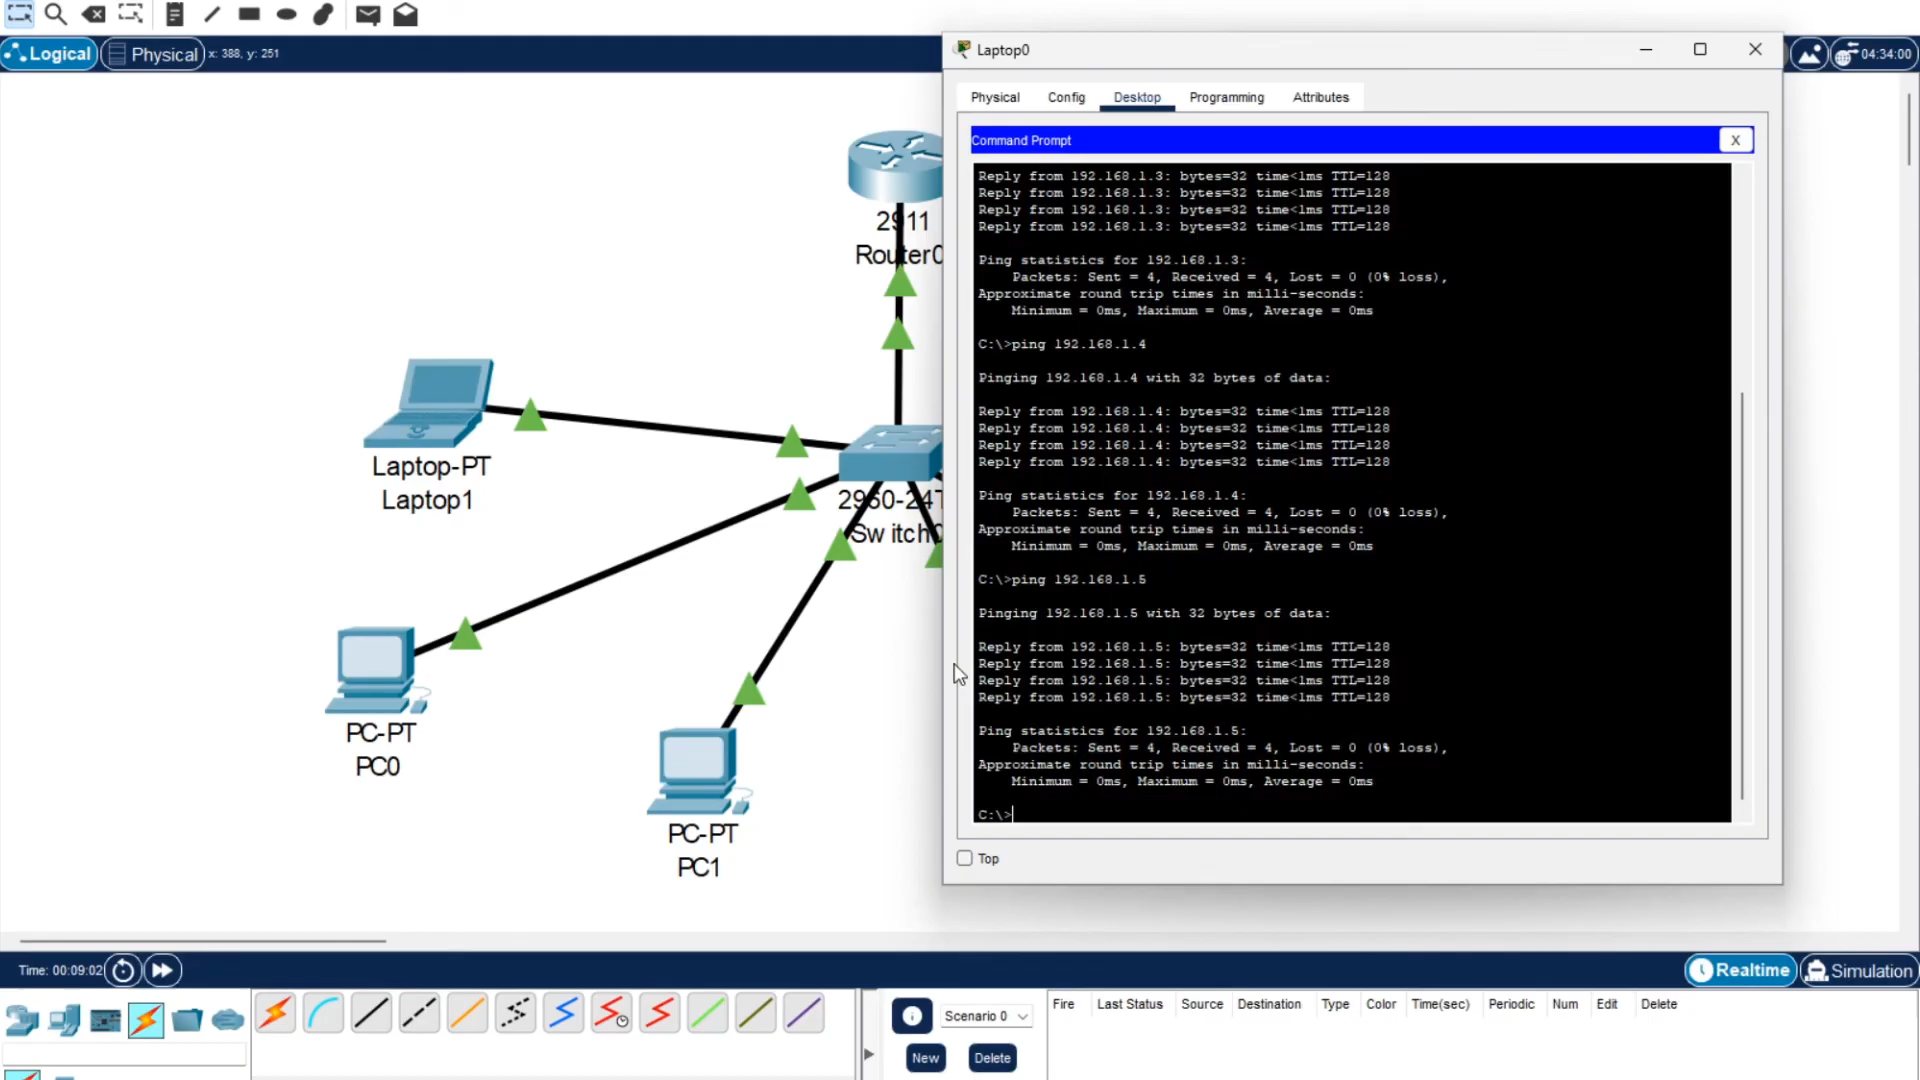 Logical
Physical
x: 388, y: 251
04:34:00
Laptop0
Physical
Config
Desktop
Programming
Attributes
Command Prompt
X
Reply from 192.168.1.3: bytes=32 time<1ms TTL=128
Reply from 192.168.1.3: bytes=32 time<1ms TTL=128
Reply from 192.168.1.3: bytes=32 time<1ms TTL=128
Reply from 192.168.1.3: bytes=32 time<1ms TTL=128
Ping statistics for 192.168.1.3:
Packets: Sent = 4, Received = 4, Lost = 0 (0% loss),
Approximate round trip times in milli-seconds:
Minimum = 0ms, Maximum = 0ms, Average = 0ms
C:\>ping 192.168.1.4
Pinging 192.168.1.4 with 32 bytes of data:
Reply from 192.168.1.4: bytes=32 time<1ms TTL=128
Reply from 192.168.1.4: bytes=32 time<1ms TTL=128
Reply from 192.168.1.4: bytes=32 time<1ms TTL=128
Reply from 192.168.1.4: bytes=32 time<1ms TTL=128
Ping statistics for 192.168.1.4:
Packets: Sent = 4, Received = 4, Lost = 0 (0% loss),
Approximate round trip times in milli-seconds:
Minimum = 0ms, Maximum = 0ms, Average = 0ms
C:\>ping 192.168.1.5
Pinging 192.168.1.5 with 32 bytes of data:
Reply from 192.168.1.5: bytes=32 time<1ms TTL=128
Reply from 192.168.1.5: bytes=32 time<1ms TTL=128
Reply from 192.168.1.5: bytes=32 time<1ms TTL=128
Reply from 192.168.1.5: bytes=32 time<1ms TTL=128
Ping statistics for 192.168.1.5:
Packets: Sent = 4, Received = 4, Lost = 0 (0% loss),
Approximate round trip times in milli-seconds:
Minimum = 0ms, Maximum = 0ms, Average = 0ms
C:\>
Top
2911
Router0
Laptop-PT
Laptop1
2960-24T
Switch0
PC-PT
PC0
PC-PT
PC1
Time: 00:09:02
Realtime
Simulation
Scenario 0
New
Delete
Fire
Last Status
Source
Destination
Type
Color
Time(sec)
Periodic
Num
Edit
Delete